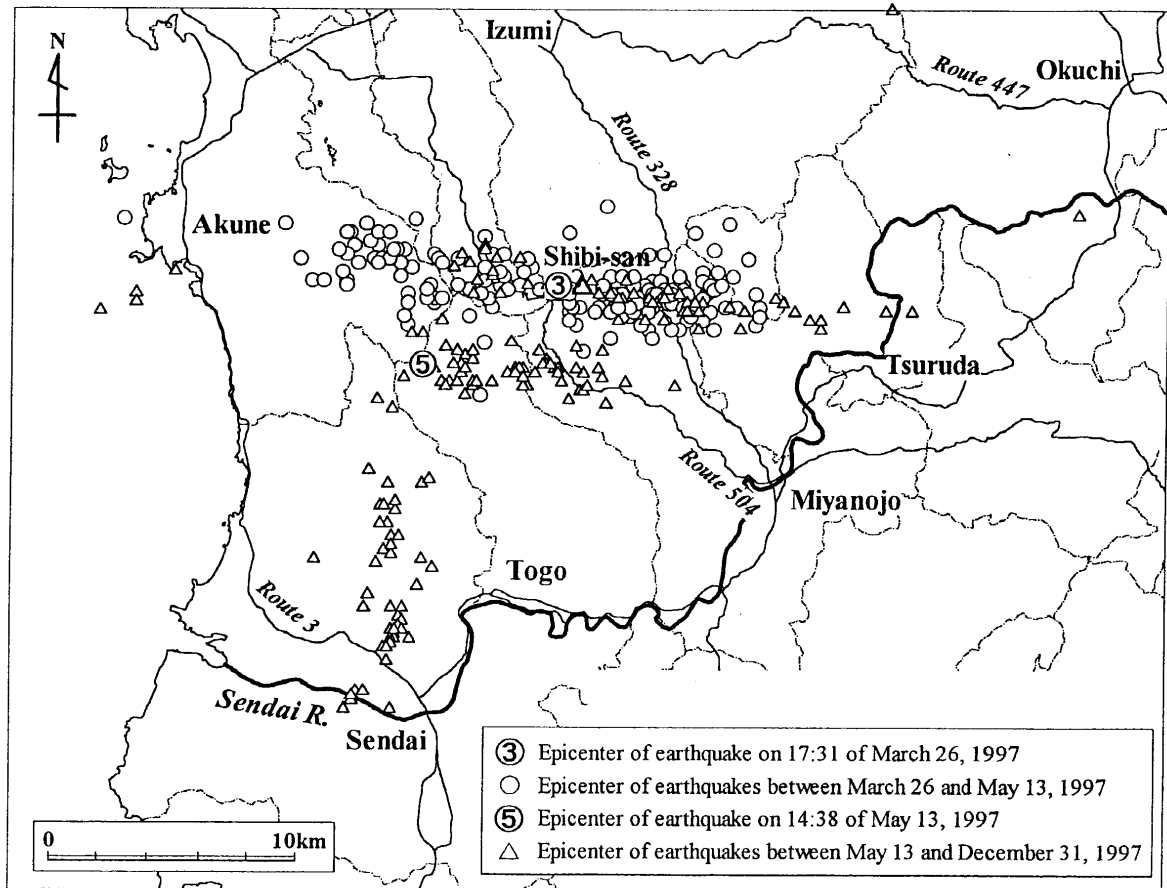 N
Izumi
Route 447
Okuchi
Route 328
Akune
Shibi-san
③
⑤
Tsuruda
Route 504
Miyanojo
Togo
Route 3
Sendai R.
Sendai
③ Epicenter of earthquake on 17:31 of March 26, 1997
Epicenter of earthquakes between March 26 and May 13, 1997
⑤ Epicenter of earthquake on 14:38 of May 13, 1997
Epicenter of earthquakes between May 13 and December 31, 1997
0 10km